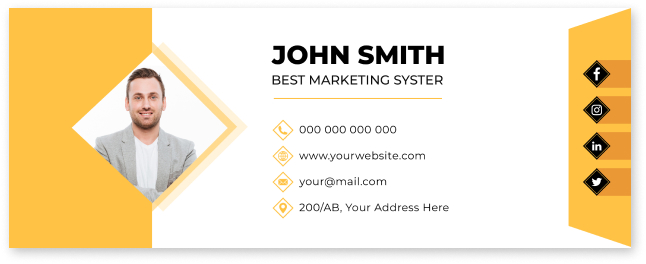 JOHN SMITH
BEST MARKETING SYSTER
000 000 000 000
www.yourwebsite.com
your@mail.com
200/AB, Your Address Here